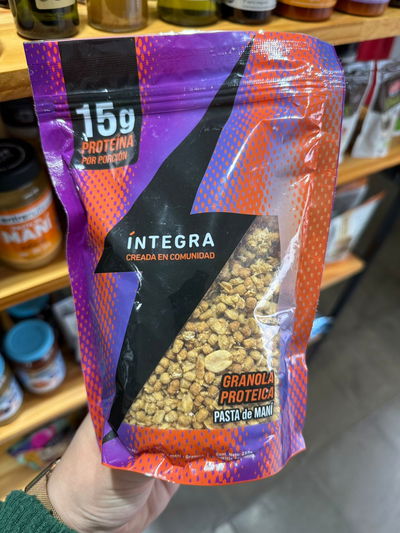 15g
PROTEÍNA
POR PORCIÓN
ÍNTEGRA
CREADA EN COMUNIDAD
GRANOLA
PROTEICA
PASTA de MANÍ
MANÍ